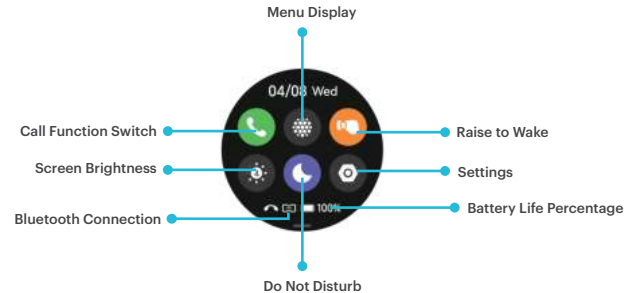 Menu Display
04/08 Wed
Call Function Switch
Raise to Wake
Screen Brightness
Settings
100%
Battery Life Percentage
Bluetooth Connection
Do Not Disturb